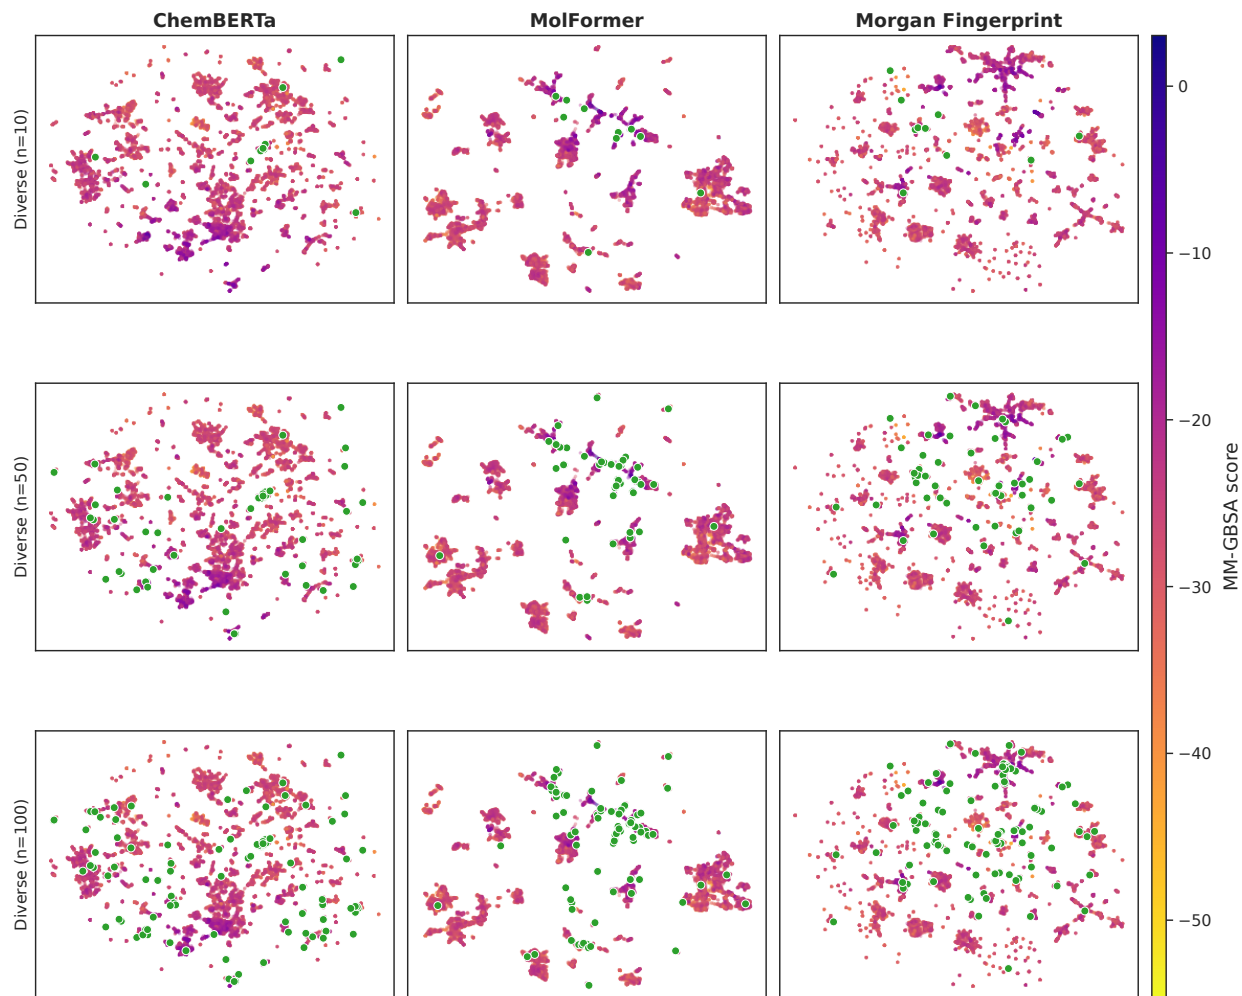 ChemBERTa
MolFormer
Morgan Fingerprint
Diverse (n=10)
Diverse (n=50)
Diverse (n=100)
0
−10
−20
−30
−40
−50
MM-GBSA score